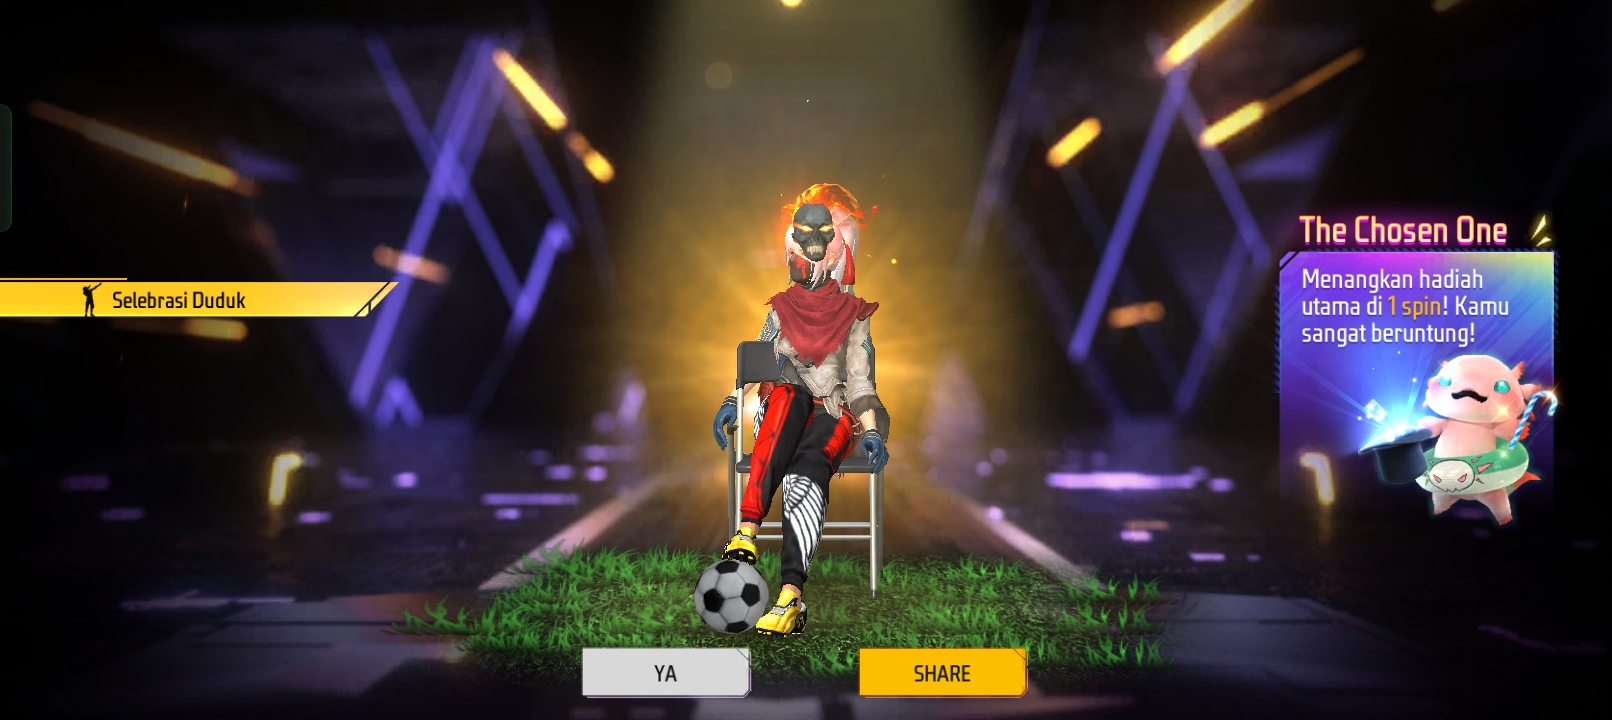 The Chosen One
Menangkan hadiah
utama di 1 spin! Kamu
sangat beruntung!
Selebrasi Duduk
YA
SHARE